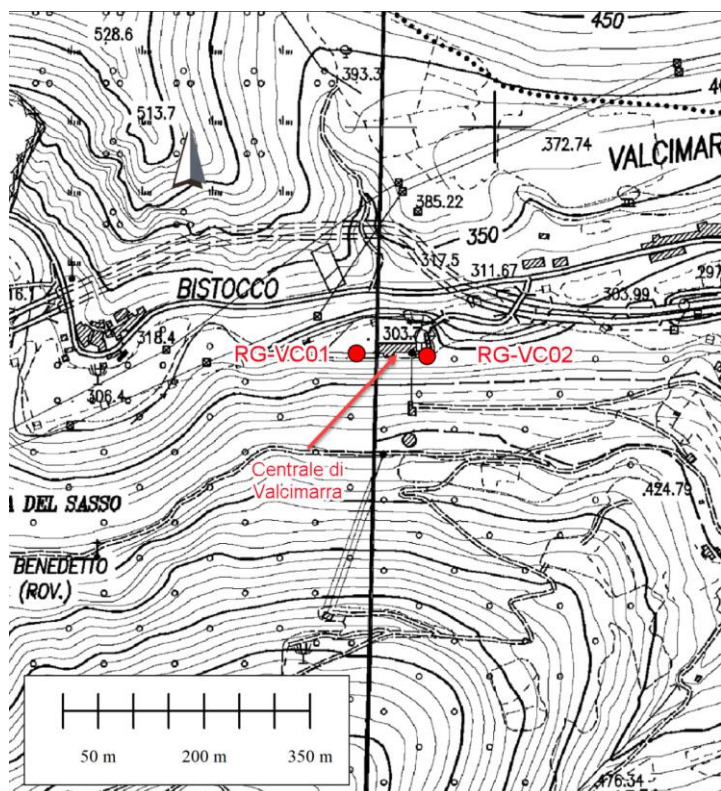 450
528.6
393.3
513.7
372.74
VALCIMAR
385.22
350
317.5
311.67
297
BISTOCCO
303.99
318.4
303.7
RG-VC01
RG-VC02
306.4
Centrale di
Valcimarra
424.79
A DEL SASSO
BENEDETTO
(ROV.)
50 m 200 m 350 m
476.34